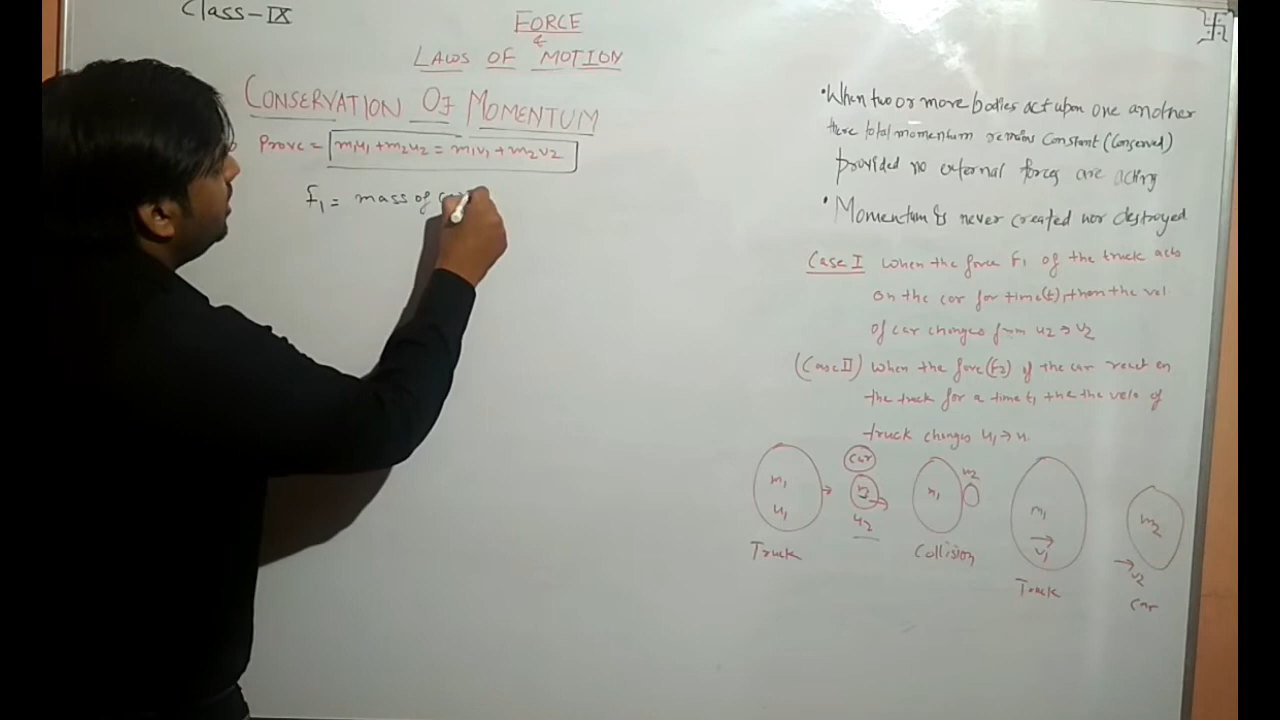 Class-IX
FORCE
&
LAWS OF MOTION
CONSERVATION OF MOMENTUM
Prove = m₁u₁ + m₂u₂ = m₁v₁ + m₂v₂
F₁ = mass of car
• When two or more bodies act upon one another
there total momentum remains constant (conserved)
provided no external forces are acting
• Momentum is never created nor destroyed
Case I When the force F₁ of the truck acts
on the car for time(t), then the vel.
of car changes from u₂ → v₂
(Case II) When the force(F₂) of the car react on
the truck for a time t, the the velo of
truck changes u₁ → u
m₁
u₁
Truck
car
u₂
m₁
m₂
Collision
m₁
v₁
Truck
m₂
v₂
car